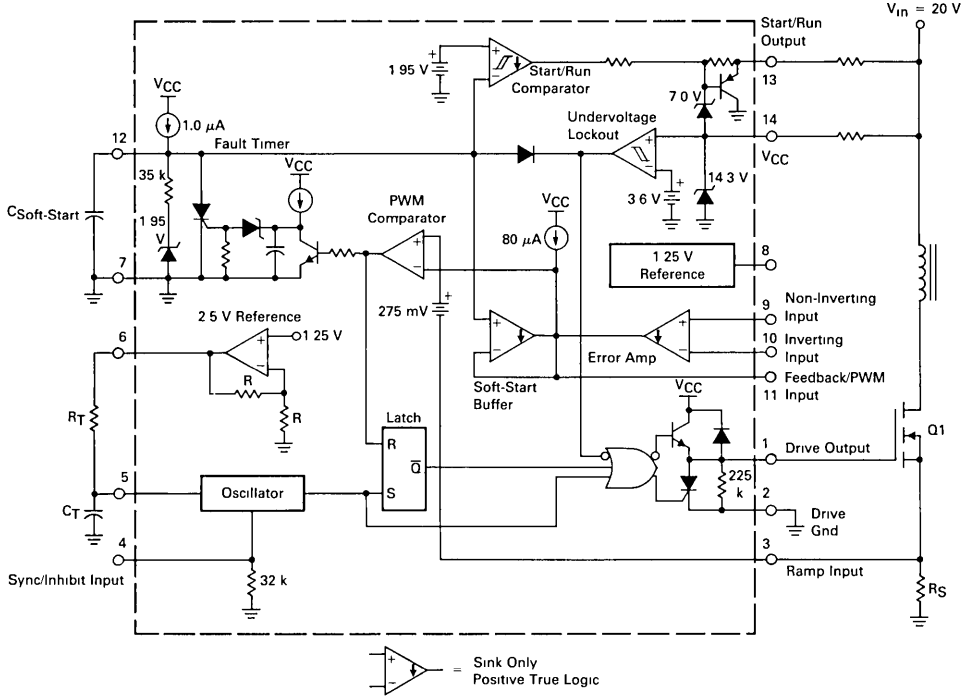 Vin = 20 V
Start/Run
Output
13
1 95 V
Start/Run
Comparator
VCC
1.0 µA
12
Fault Timer
Undervoltage
Lockout
7 0 V
14
VCC
14 3 V
3 6 V
35 k
VCC
PWM
Comparator
VCC
80 µA
CSoft-Start
1 95
V
7
1 25 V
Reference
8
275 mV
9
Non-Inverting
Input
10
Inverting
Input
Error Amp
Feedback/PWM
11
Input
2 5 V Reference
6
1 25 V
R
R
Soft-Start
Buffer
VCC
RT
Latch
R
Q
S
1
Drive Output
Q1
225
k
2
Drive
Gnd
5
Oscillator
CT
4
Sync/Inhibit Input
32 k
3
Ramp Input
RS
= Sink Only
Positive True Logic